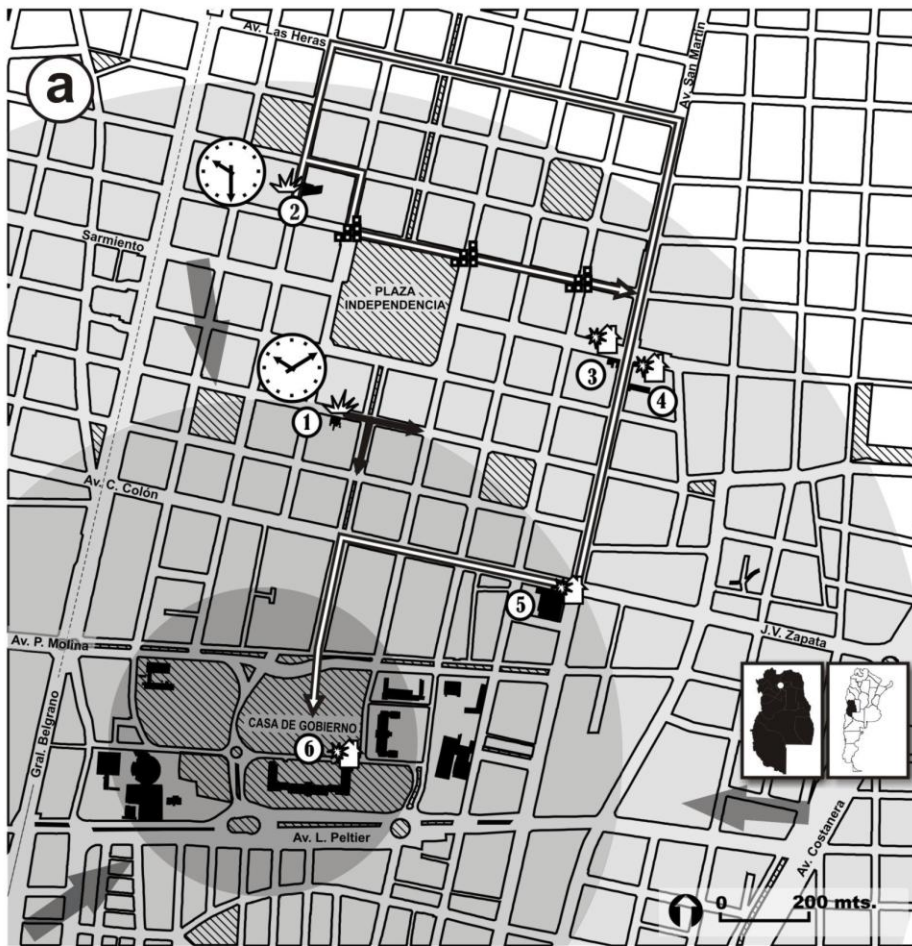 Av. Las Heras
Av. San Martin
a
2
Sarmiento
PLAZA
INDEPENDENCIA
3
4
1
Av. C. Colón
5
J.V. Zapata
Av. P. Molina
CASA DE GOBIERNO
6
Gral. Belgrano
Av. L. Peltier
Av. Costanera
0 200 mts.